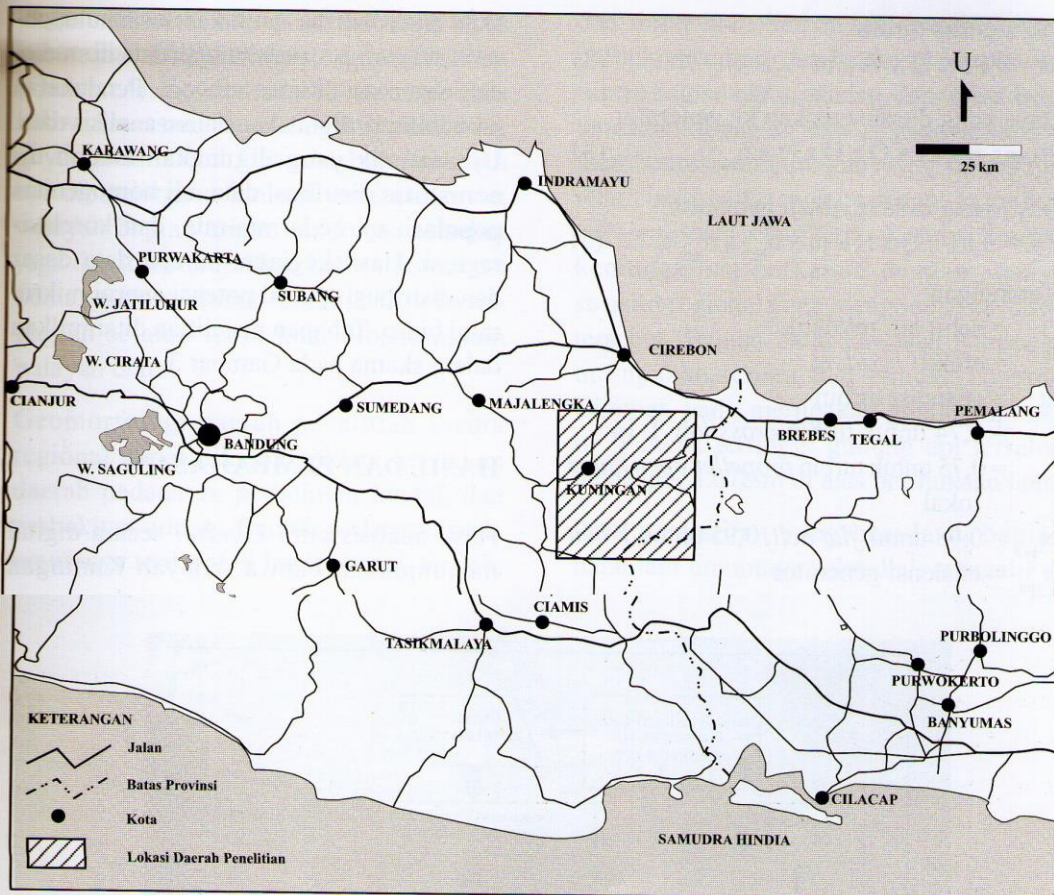 U
25 km
KARAWANG
INDRAMAYU
LAUT JAWA
PURWAKARTA
SUBANG
W. JATILUHUR
W. CIRATA
CIREBON
CIANJUR
SUMEDANG
MAJALENGKA
PEMALANG
BREBES
TEGAL
BANDUNG
W. SAGULING
KUNINGAN
GARUT
CIAMIS
TASIKMALAYA
PURBOLINGGO
PURWOKERTO
BANYUMAS
KETERANGAN
Jalan
Batas Provinsi
Kota
Lokasi Daerah Penelitian
CILACAP
SAMUDRA HINDIA